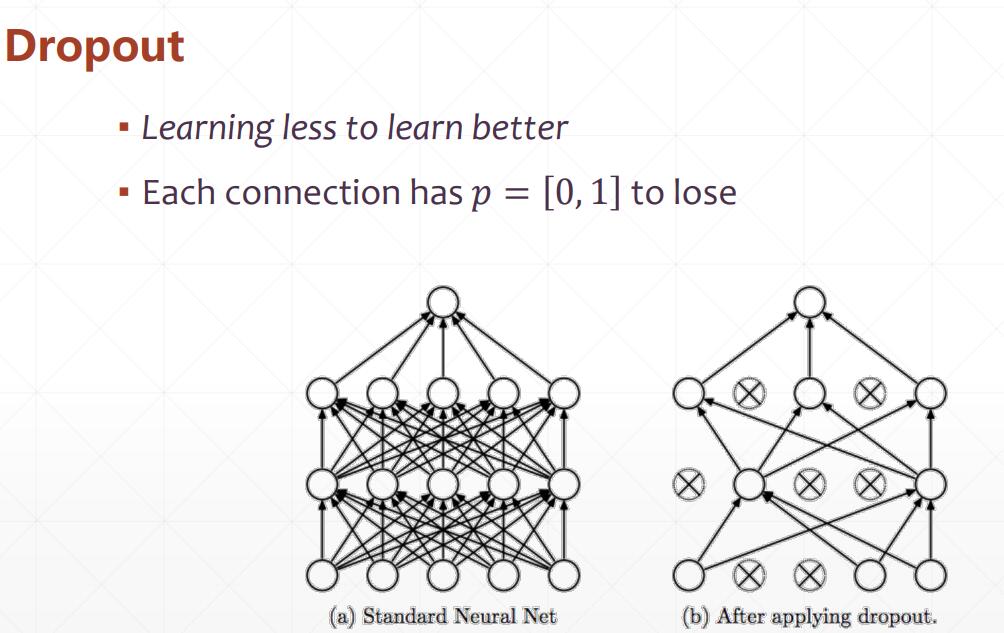 Dropout
▪ Learning less to learn better
▪ Each connection has p = [0, 1] to lose
(a) Standard Neural Net
(b) After applying dropout.